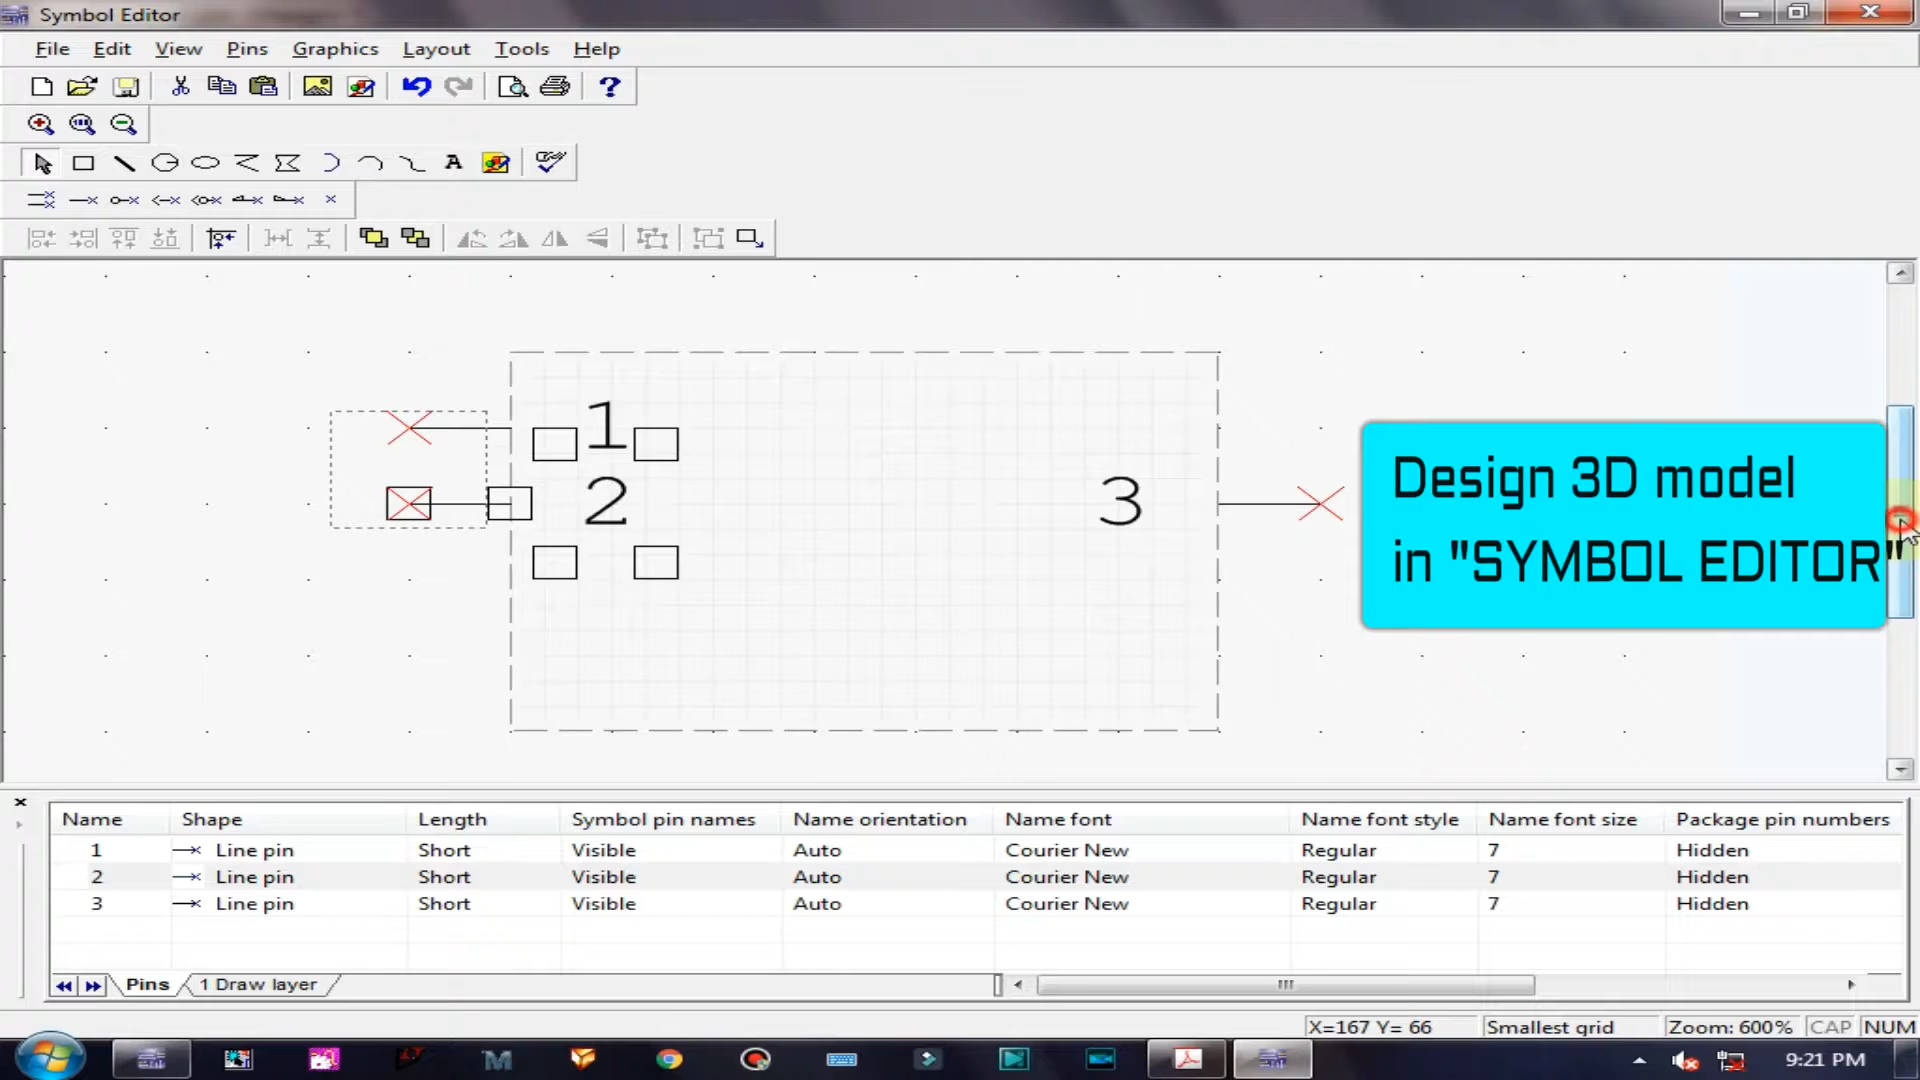 Symbol Editor
File Edit View Pins Graphics Layout Tools Help
1
2
3
Design 3D model
in "SYMBOL EDITOR"
Name Shape Length Symbol pin names Name orientation Name font Name font style Name font size Package pin numbers
1 Line pin Short Visible Auto Courier New Regular 7 Hidden
2 Line pin Short Visible Auto Courier New Regular 7 Hidden
3 Line pin Short Visible Auto Courier New Regular 7 Hidden
Pins 1 Draw layer
X=167 Y= 66 Smallest grid Zoom: 600% CAP NUM
9:21 PM